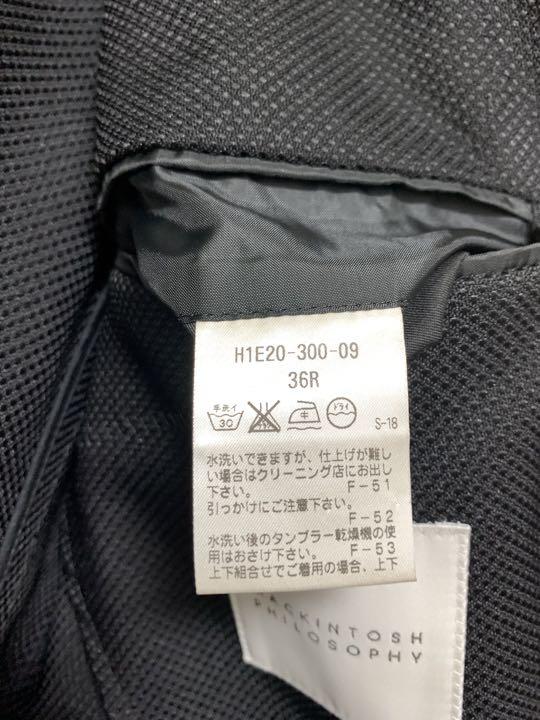 H1E20-300-09
36R
手洗イ 30 中 ドライ S-18
水洗いできますが、仕上げが難し
い場合はクリーニング店にお出し
下さい。 F-51
引っかけにご注意下さい。
F-52
水洗い後のタンブラー乾燥機の使
用はおさけ下さい。 F-53
上下組合せでご着用の場合、上下
MACKINTOSH
PHILOSOPHY